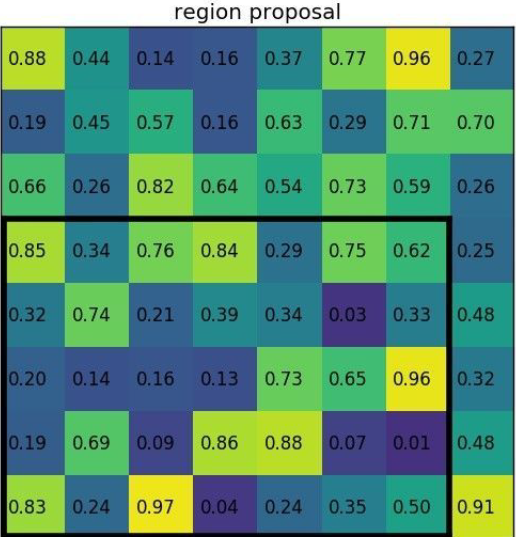 region proposal
0.88 0.44 0.14 0.16 0.37 0.77 0.96 0.27
0.19 0.45 0.57 0.16 0.63 0.29 0.71 0.70
0.66 0.26 0.82 0.64 0.54 0.73 0.59 0.26
0.85 0.34 0.76 0.84 0.29 0.75 0.62 0.25
0.32 0.74 0.21 0.39 0.34 0.03 0.33 0.48
0.20 0.14 0.16 0.13 0.73 0.65 0.96 0.32
0.19 0.69 0.09 0.86 0.88 0.07 0.01 0.48
0.83 0.24 0.97 0.04 0.24 0.35 0.50 0.91